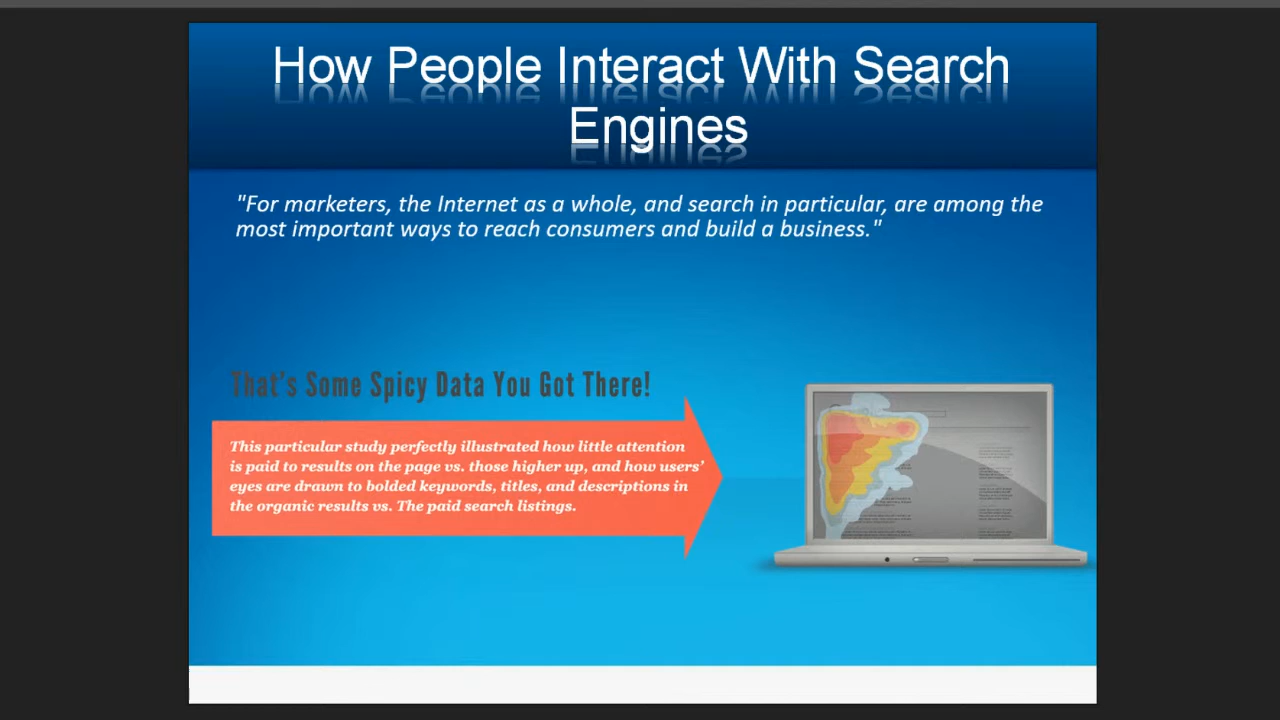 How People Interact With Search
Engines
"For marketers, the Internet as a whole, and search in particular, are among the
most important ways to reach consumers and build a business."
That's Some Spicy Data You Got There!
This particular study perfectly illustrated how little attention
is paid to results on the page vs. those higher up, and how users'
eyes are drawn to bolded keywords, titles, and descriptions in
the organic results vs. The paid search listings.